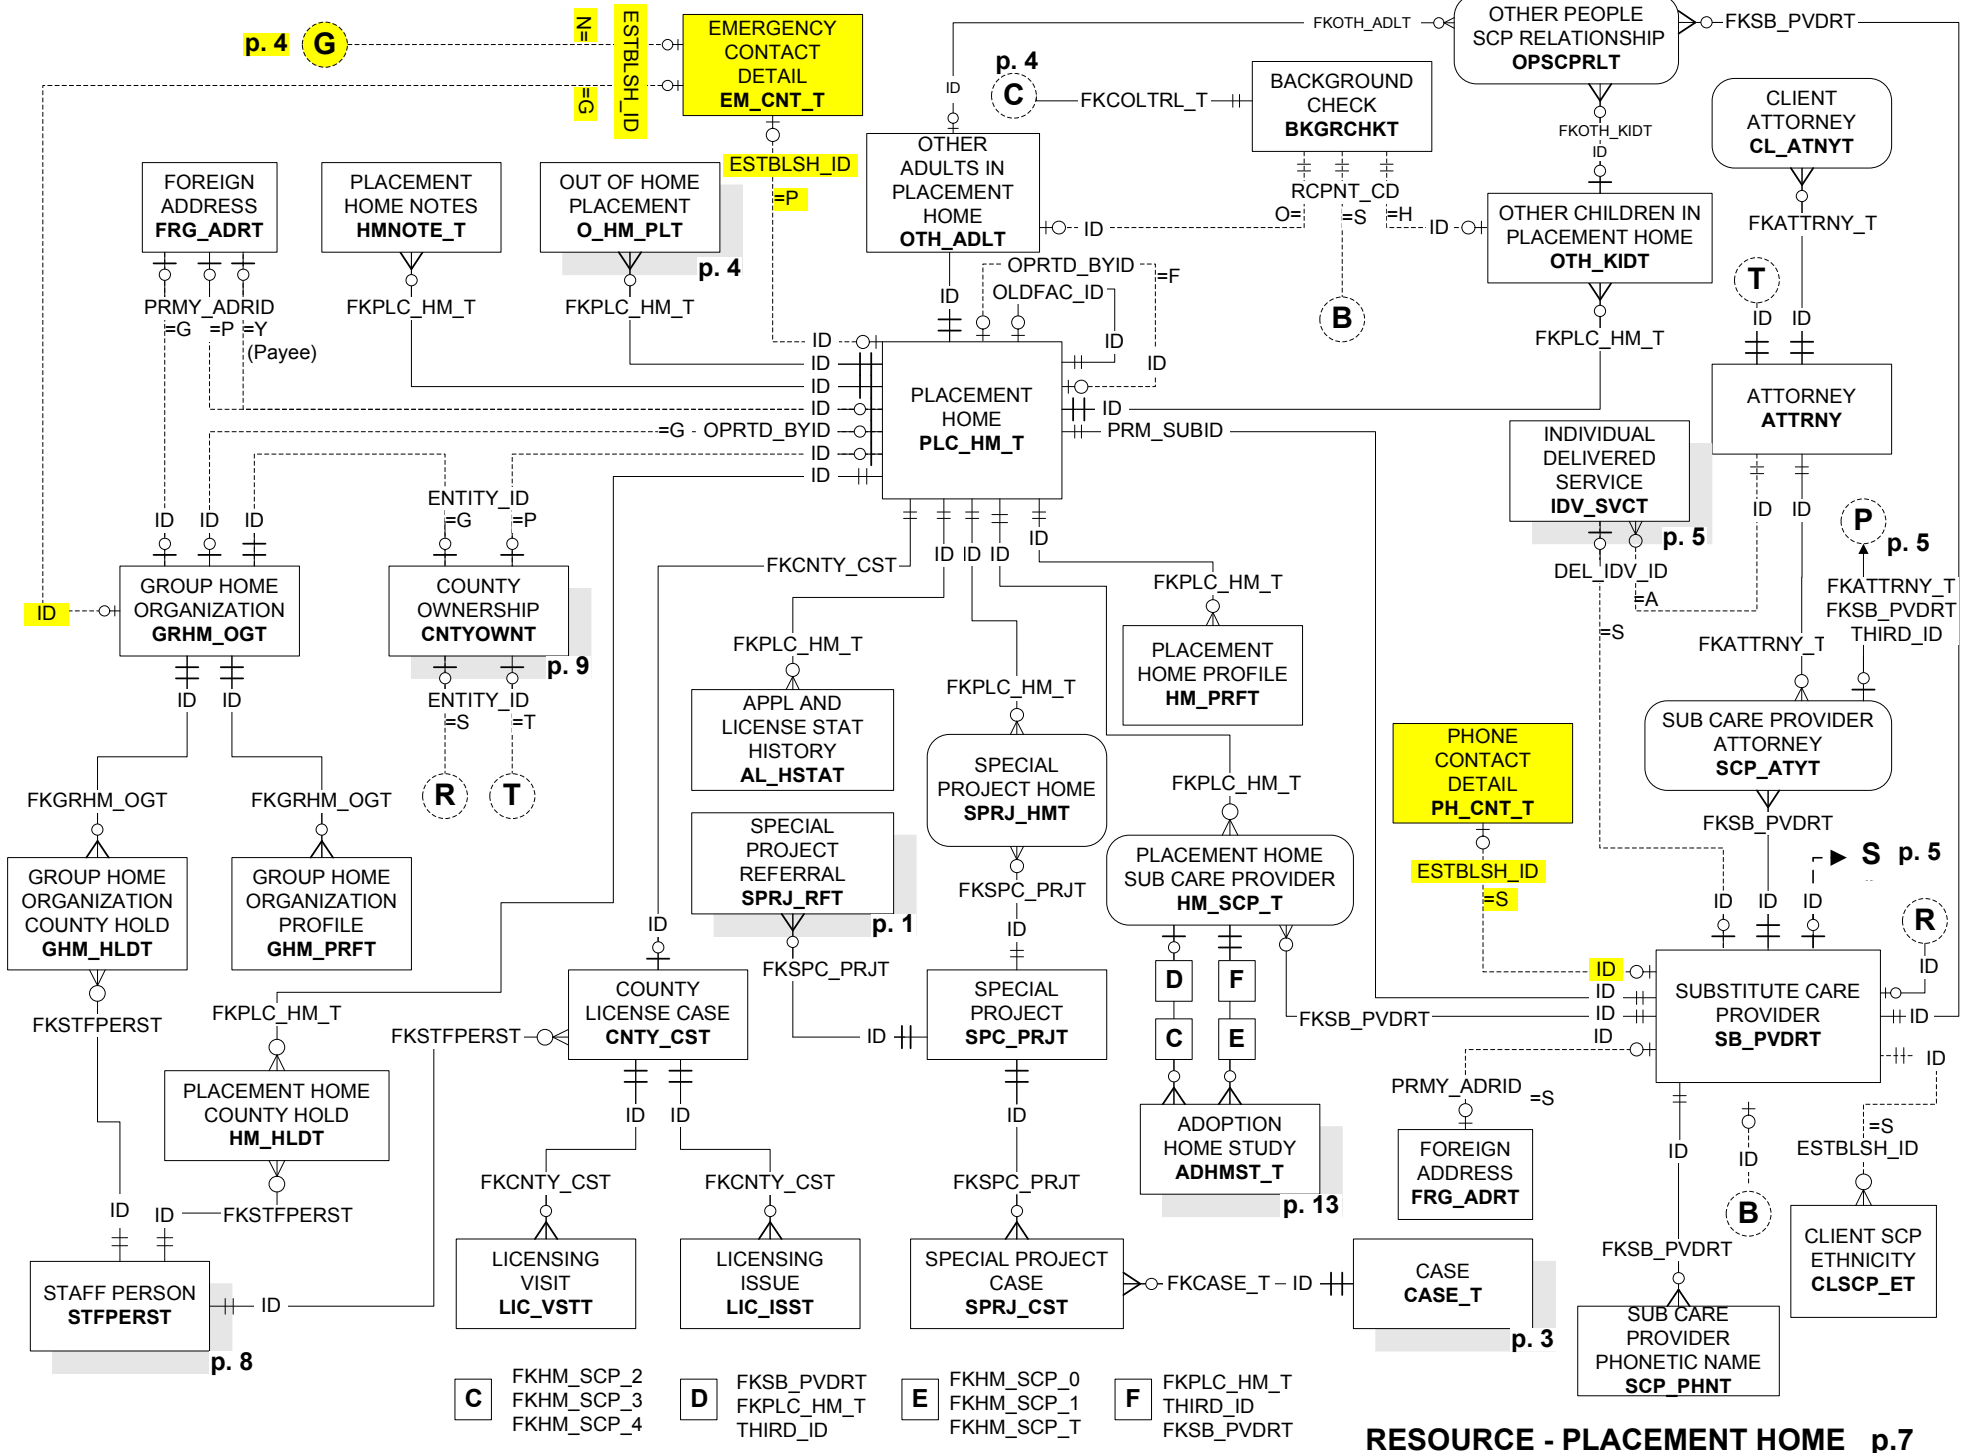 p. 4
G
N=
=G
ESTBLSH_ID
EMERGENCY
CONTACT
DETAIL
EM_CNT_T
ESTBLSH_ID
=P
FKOTH_ADLT
OTHER PEOPLE
SCP RELATIONSHIP
OPSCPRLT
FKSB_PVDRT
p. 4
C
FKCOLTRL_T
BACKGROUND
CHECK
BKGRCHKT
ID
FKOTH_KIDT
ID
CLIENT
ATTORNEY
CL_ATNYT
FKATTRNY_T
FOREIGN
ADDRESS
FRG_ADRT
PLACEMENT
HOME NOTES
HMNOTE_T
OUT OF HOME
PLACEMENT
O_HM_PLT
p. 4
OTHER
ADULTS IN
PLACEMENT
HOME
OTH_ADLT
ID
RCPNT_CD
O=
=S
=H
ID
OTHER CHILDREN IN
PLACEMENT HOME
OTH_KIDT
B
T
ID
ID
PRMY_ADRID
=G
=P
=Y
(Payee)
FKPLC_HM_T
FKPLC_HM_T
OPRTD_BYID
=F
OLDFAC_ID
ID
ID
ID
FKPLC_HM_T
ID
ID
ID
ID
=G
OPRTD_BYID
ID
ID
PLACEMENT
HOME
PLC_HM_T
ID
PRM_SUBID
ATTORNEY
ATTRNY
INDIVIDUAL
DELIVERED
SERVICE
IDV_SVCT
p. 5
ID
ID
P
p. 5
ENTITY_ID
=G
=P
ID
ID
ID
ID
ID
ID
ID
ID
FKCNTY_CST
FKPLC_HM_T
DEL_IDV_ID
=A
=S
FKATTRNY_T
FKSB_PVDRT
THIRD_ID
ID
GROUP HOME
ORGANIZATION
GRHM_OGT
COUNTY
OWNERSHIP
CNTYOWNT
p. 9
FKPLC_HM_T
PLACEMENT
HOME PROFILE
HM_PRFT
FKATTRNY_T
ID
ID
ENTITY_ID
=S
=T
APPL AND
LICENSE STAT
HISTORY
AL_HSTAT
FKPLC_HM_T
SUB CARE PROVIDER
ATTORNEY
SCP_ATYT
R
T
SPECIAL
PROJECT HOME
SPRJ_HMT
FKPLC_HM_T
PHONE
CONTACT
DETAIL
PH_CNT_T
FKGRHM_OGT
FKGRHM_OGT
SPECIAL
PROJECT
REFERRAL
SPRJ_RFT
p. 1
FKSB_PVDRT
S
p. 5
GROUP HOME
ORGANIZATION
COUNTY HOLD
GHM_HLDT
GROUP HOME
ORGANIZATION
PROFILE
GHM_PRFT
FKSPC_PRJT
PLACEMENT HOME
SUB CARE PROVIDER
HM_SCP_T
ESTBLSH_ID
=S
ID
ID
ID
R
ID
ID
FKSPC_PRJT
D
F
ID
ID
ID
ID
ID
FKSTFPERST
FKPLC_HM_T
FKSTFPERST
COUNTY
LICENSE CASE
CNTY_CST
ID
SPECIAL
PROJECT
SPC_PRJT
C
E
FKSB_PVDRT
SUBSTITUTE CARE
PROVIDER
SB_PVDRT
ID
ID
PLACEMENT HOME
COUNTY HOLD
HM_HLDT
ID
ID
ID
ADOPTION
HOME STUDY
ADHMST_T
p. 13
PRMY_ADRID
=S
FOREIGN
ADDRESS
FRG_ADRT
ID
ID
=S
ESTBLSH_ID
ID
ID
FKSTFPERST
FKCNTY_CST
FKCNTY_CST
FKSPC_PRJT
B
STAFF PERSON
STFPERST
p. 8
ID
LICENSING
VISIT
LIC_VSTT
LICENSING
ISSUE
LIC_ISST
SPECIAL PROJECT
CASE
SPRJ_CST
FKCASE_T
ID
CASE
CASE_T
p. 3
FKSB_PVDRT
SUB CARE
PROVIDER
PHONETIC NAME
SCP_PHNT
CLIENT SCP
ETHNICITY
CLSCP_ET
C
FKHM_SCP_2
FKHM_SCP_3
FKHM_SCP_4
D
FKSB_PVDRT
FKPLC_HM_T
THIRD_ID
E
FKHM_SCP_0
FKHM_SCP_1
FKHM_SCP_T
F
FKPLC_HM_T
THIRD_ID
FKSB_PVDRT
RESOURCE - PLACEMENT HOME p.7